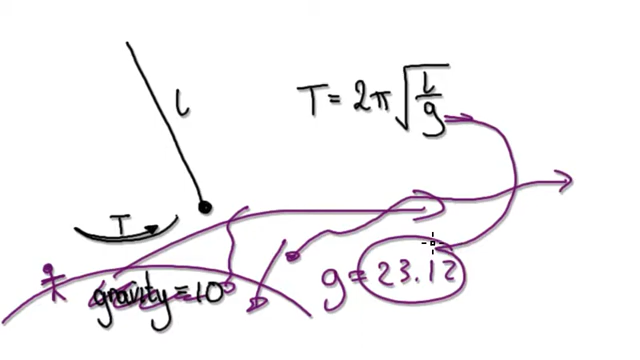 l
T = 2π√(l/g)
T
gravity = 10
g = 23.12